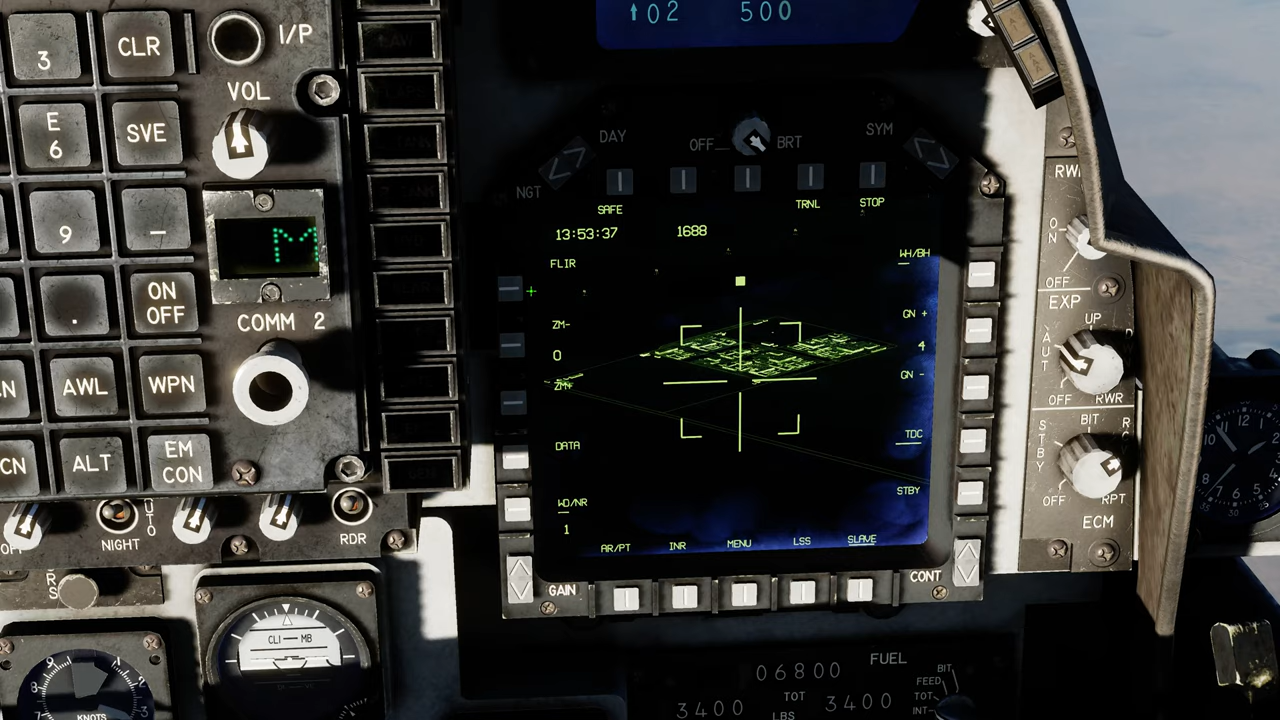 ↑02 500
3 CLR I/P
VOL
E
6 SVE
DAY OFF BRT SYM
NGT
SAFE TRNL STOP
13:53:37 1688
FLIR WH/BH
9 –
M
ZM- GN +
0 4
ZM+ GN -
. ON
OFF
COMM 2
AWL WPN
DATA TDC
STBY
CN ALT EM
CON
WD/NR
1
AR/PT INR MENU LSS SLAVE
NIGHT RDR
GAIN CONT
ON
OFF
EXP
UP
AUT
OFF RWR
BIT
STBY
OFF RPT
ECM
CLI MB
KNOTS
06800 FUEL
TOT
3400 LBS 3400
BIT
FEED
TOT
INT